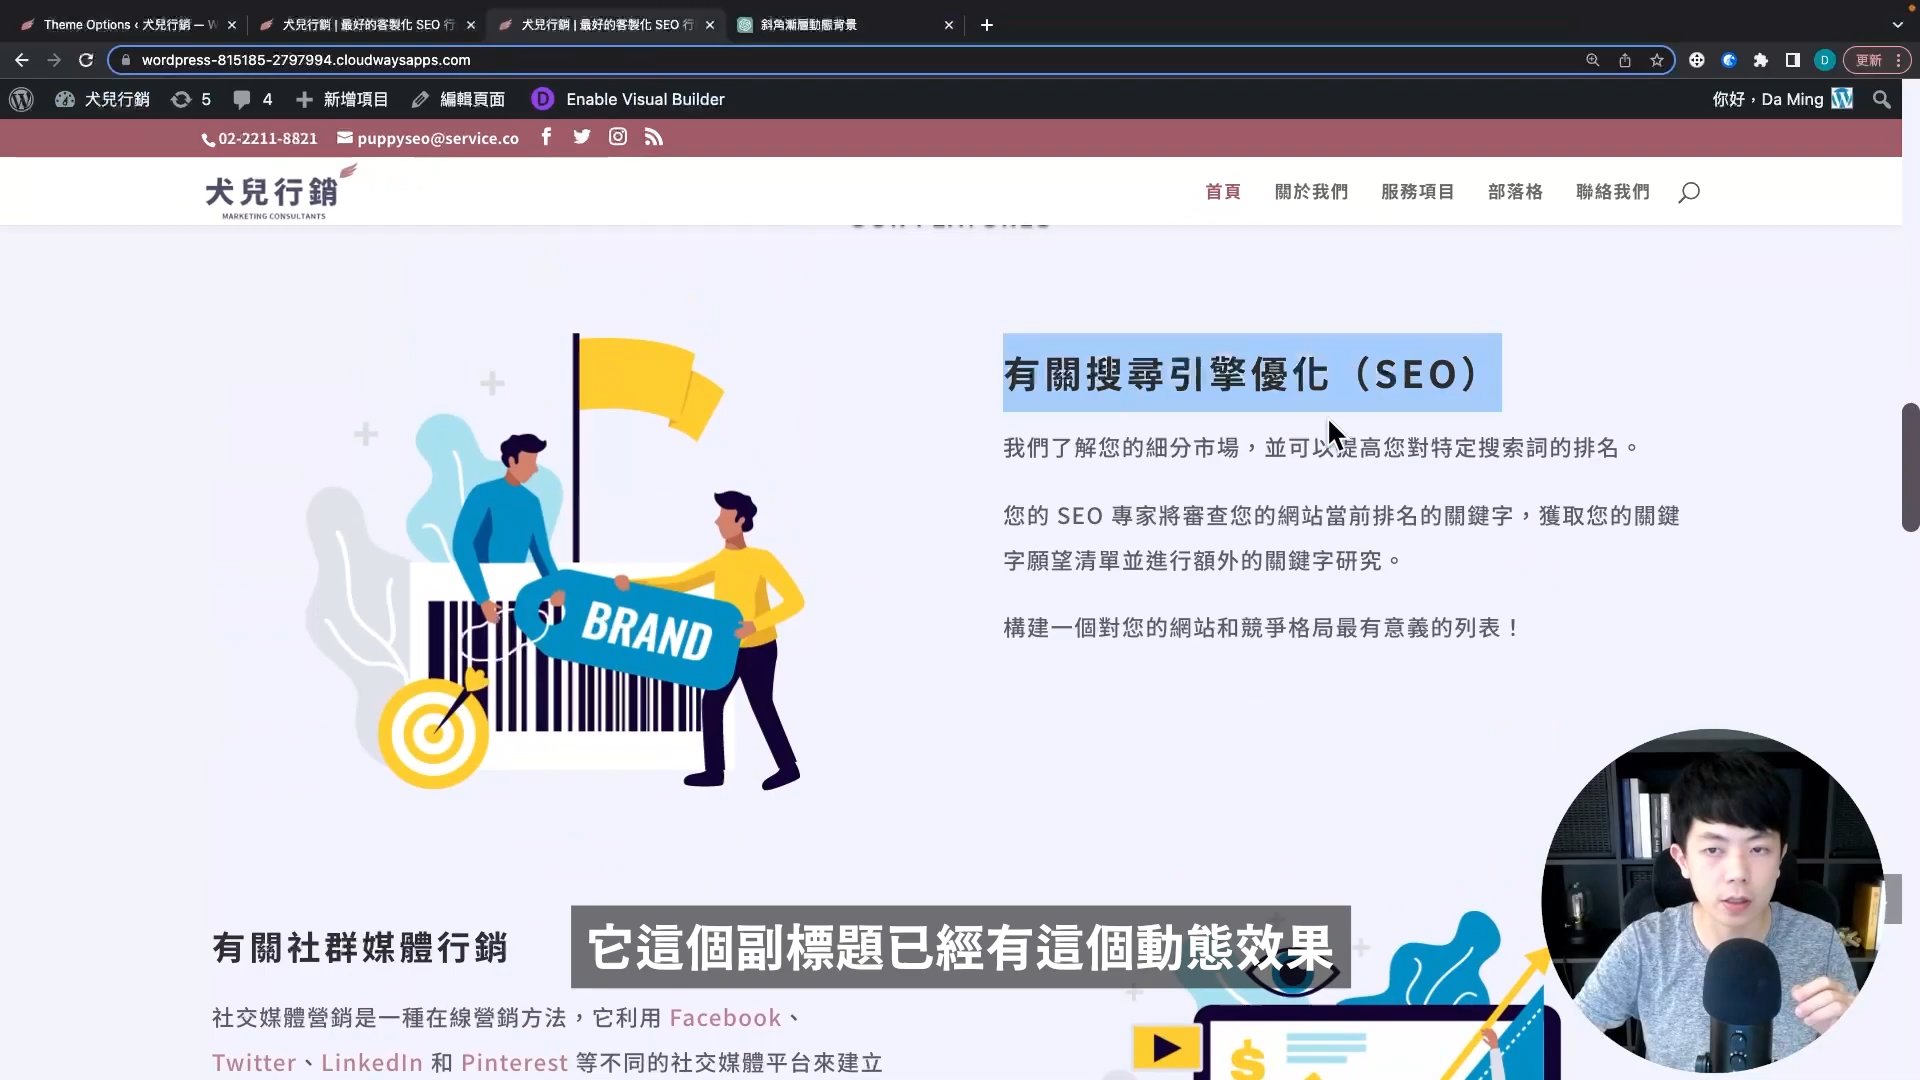 Theme Options ‹ 犬兒行銷 — W
犬兒行銷 | 最好的客製化 SEO 行
犬兒行銷 | 最好的客製化 SEO 行
斜角漸層動態背景
wordpress-815185-2797994.cloudwaysapps.com
D
更新
犬兒行銷
5
4
新增項目
編輯頁面
D
Enable Visual Builder
你好，Da Ming
02-2211-8821
puppyseo@service.co
犬兒行銷
MARKETING CONSULTANTS
首頁
關於我們
服務項目
部落格
聯絡我們
有關搜尋引擎優化（SEO）
我們了解您的細分市場，並可以提高您對特定搜索詞的排名。
您的 SEO 專家將審查您的網站當前排名的關鍵字，獲取您的關鍵
字願望清單並進行額外的關鍵字研究。
構建一個對您的網站和競爭格局最有意義的列表！
BRAND
有關社群媒體行銷
它這個副標題已經有這個動態效果
社交媒體營銷是一種在線營銷方法，它利用 Facebook、
Twitter、LinkedIn 和 Pinterest 等不同的社交媒體平台來建立
$